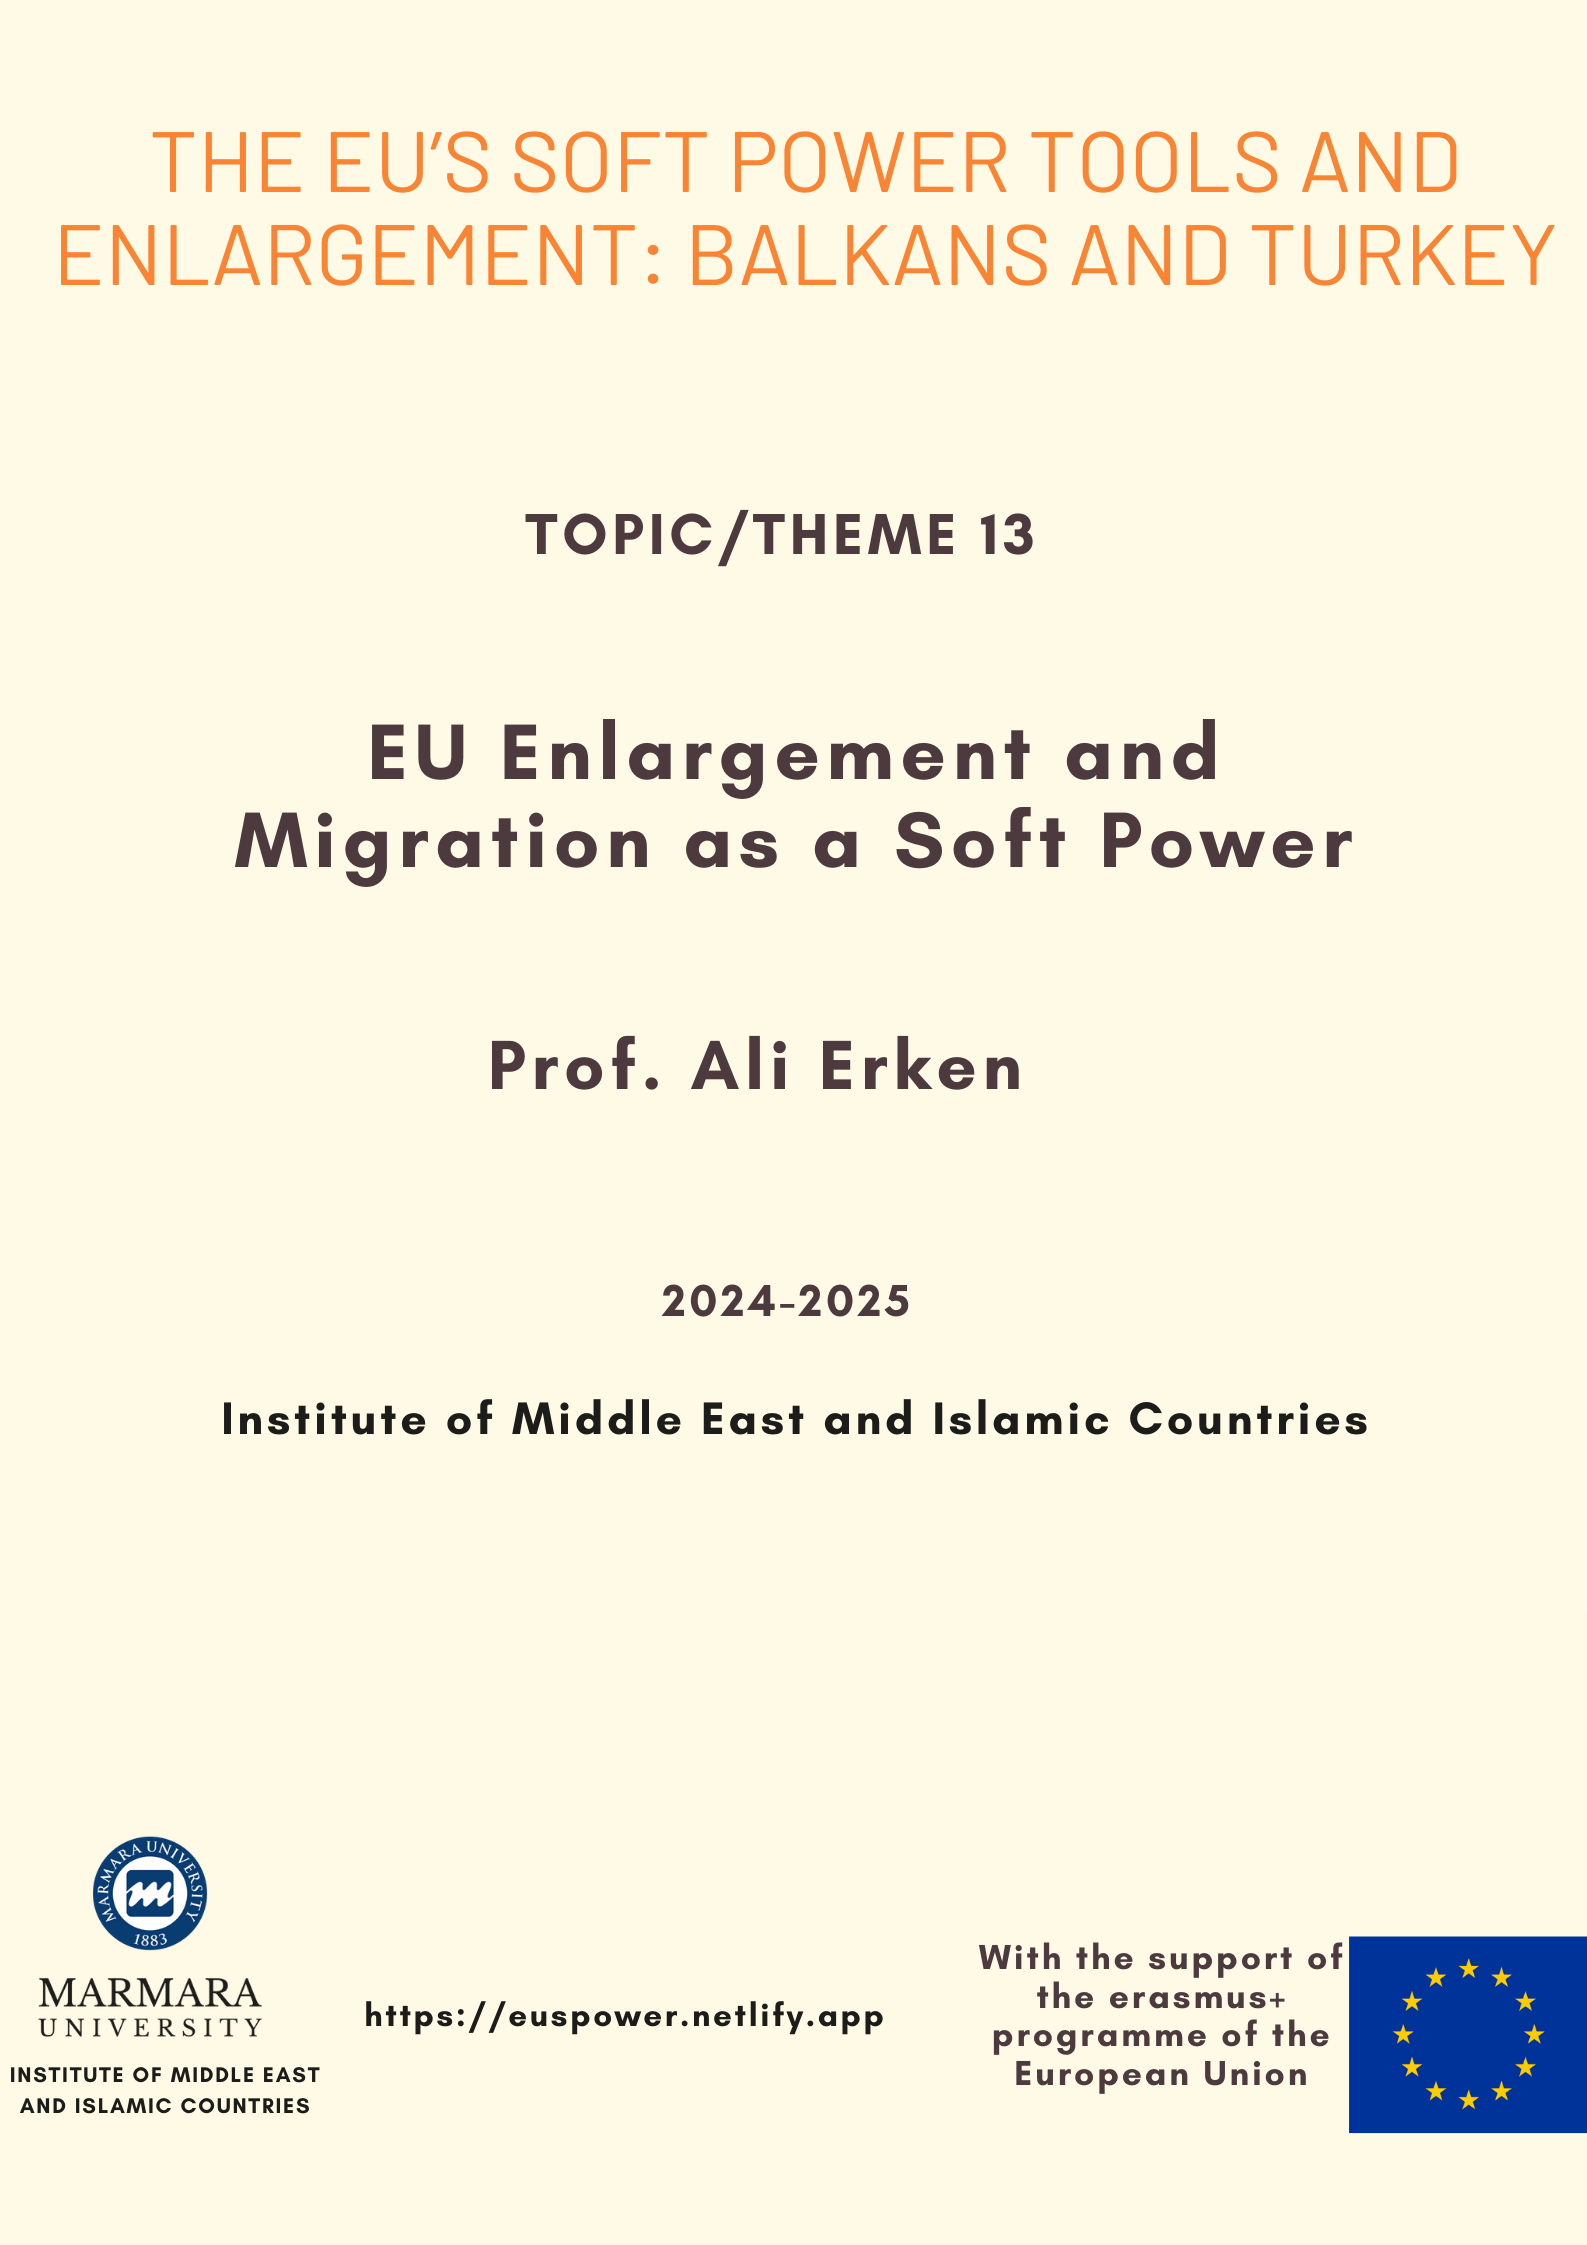 THE EU’S SOFT POWER TOOLS AND
ENLARGEMENT: BALKANS AND TURKEY
TOPIC/THEME 13
EU Enlargement and
Migration as a Soft Power
Prof. Ali Erken
2024-2025
Institute of Middle East and Islamic Countries
MARMARA UNIVERSITY
1883
MARMARA
UNIVERSITY
INSTITUTE OF MIDDLE EAST
AND ISLAMIC COUNTRIES
https://euspower.netlify.app
With the support of
the erasmus+
programme of the
European Union